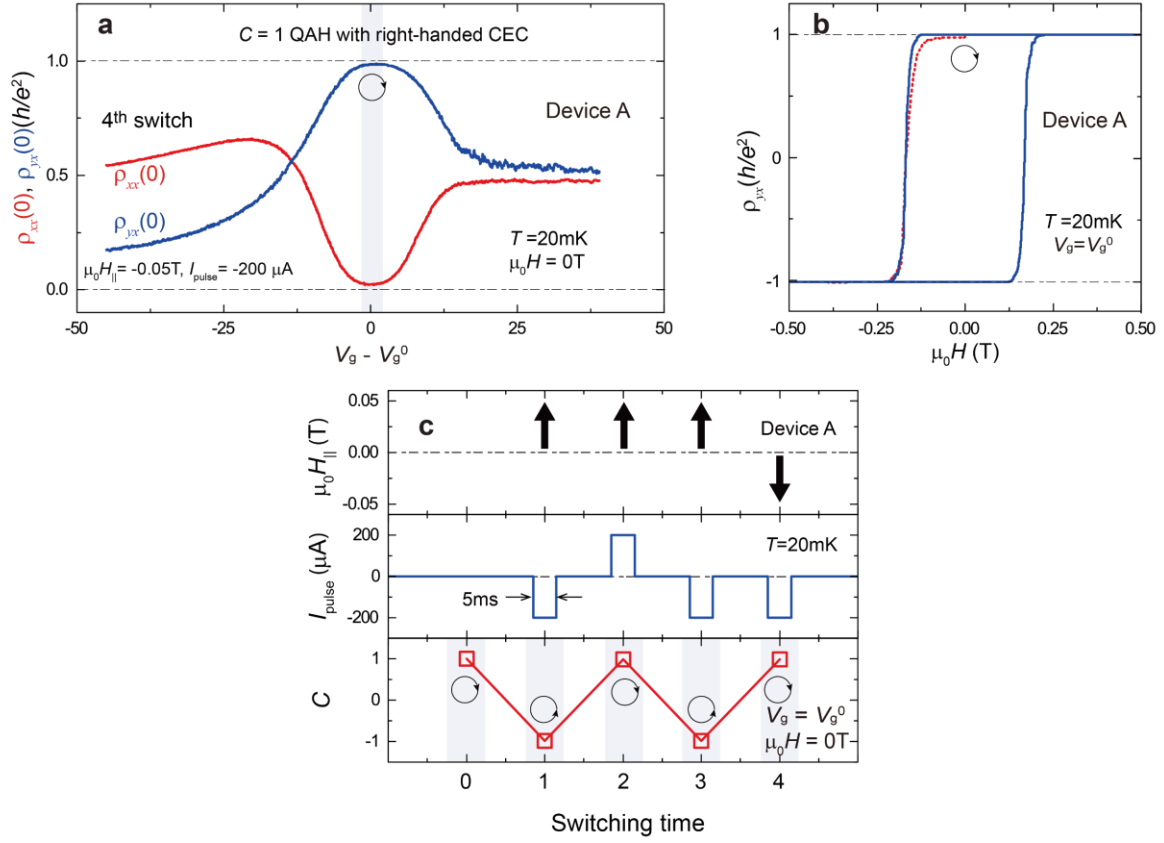 a
C = 1 QAH with right-handed CEC
1.0
0.5
0.0
ρxx(0), ρyx(0)(h/e²)
4th switch
Device A
ρxx(0)
ρyx(0)
μ₀H||= -0.05T, Ipulse= -200 μA
T=20mK
μ₀H = 0T
-50
-25
0
25
50
Vg - Vg⁰
b
1
0
-1
ρyx(h/e²)
Device A
T=20mK
Vg=Vg⁰
-0.50
-0.25
0.00
0.25
0.50
μ₀H (T)
c
0.05
0.00
-0.05
μ₀H|| (T)
Device A
200
0
-200
Ipulse (μA)
T=20mK
5ms
1
0
-1
C
Vg = Vg⁰
μ₀H = 0T
0
1
2
3
4
Switching time